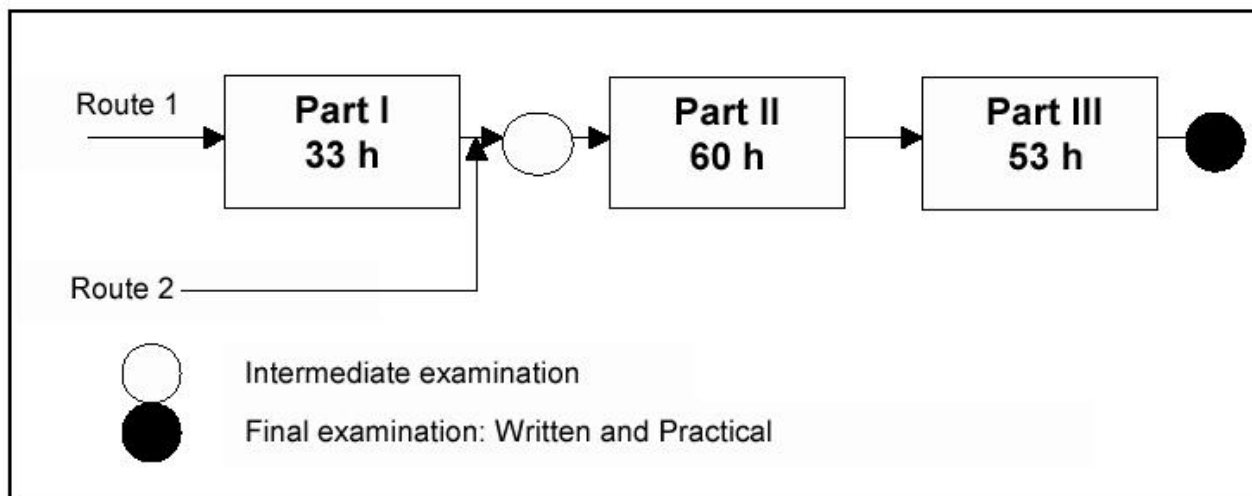 Route 1
Part I
33 h
Part II
60 h
Part III
53 h
Route 2
Intermediate examination
Final examination: Written and Practical